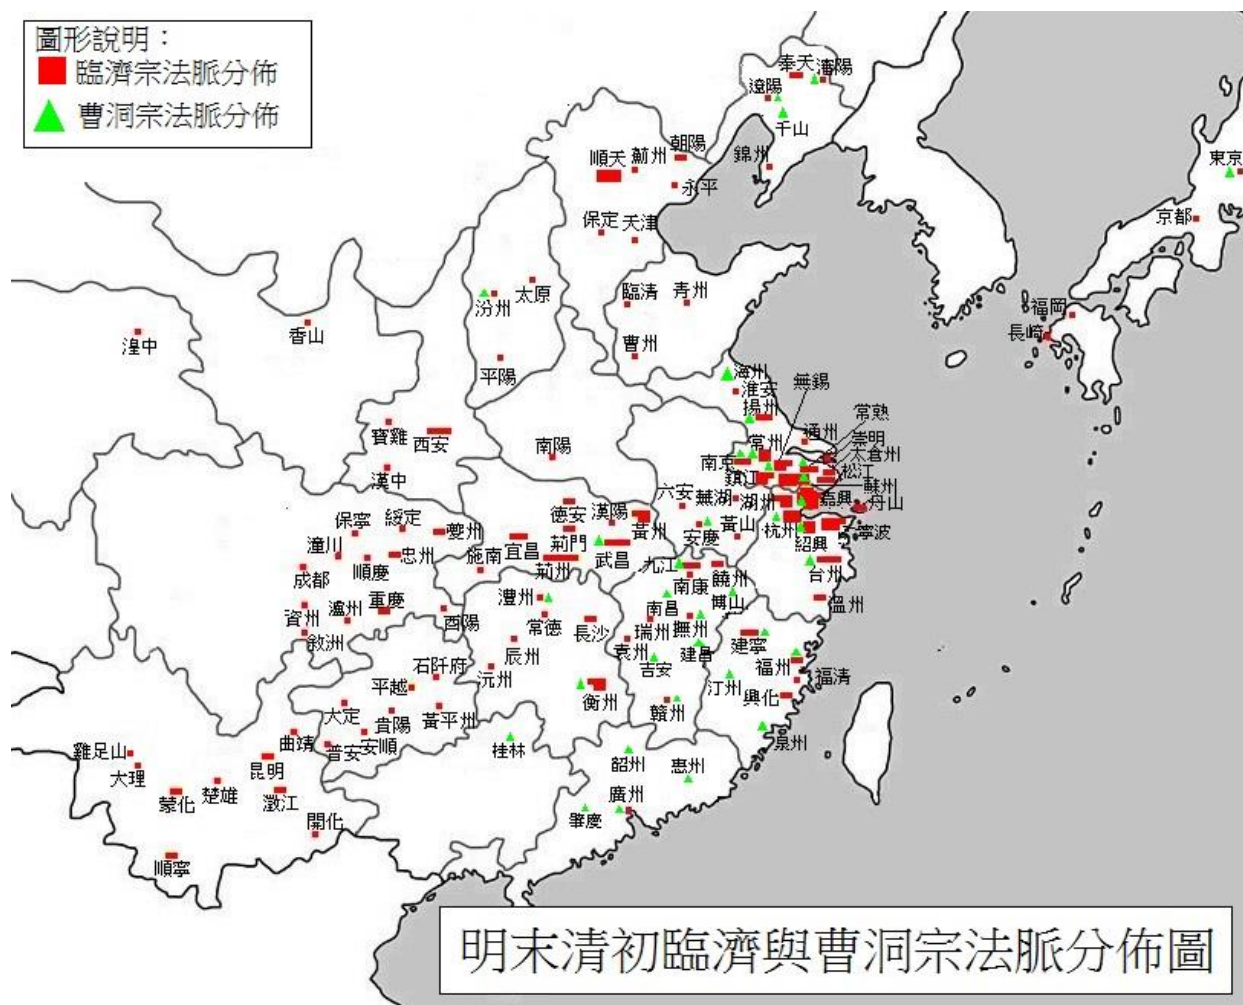 圖形說明：
臨濟宗法脈分佈
曹洞宗法脈分佈
奉天
瀋陽
遼陽
千山
朝陽
順天
薊州
錦州
永平
東京
京都
保定
天津
福岡
長崎
汾州
太原
臨清
青州
湟中
香山
平陽
曹州
海州
淮安
無錫
揚州
常熟
寶雞
西安
南陽
常州
通州
崇明
太倉州
南京
鎮江
松江
蘇州
漢中
六安
蕪湖
湖州
嘉興
舟山
保寧
綏定
夔州
德安
漢陽
黃州
安慶
黃山
杭州
紹興
寧波
潼川
順慶
忠州
施南
宜昌
荊門
武昌
荊州
九江
南康
饒州
台州
成都
溫州
資州
瀘州
重慶
酉陽
澧州
常德
長沙
南昌
博山
瑞州
撫州
敘洲
辰州
袁州
建昌
建寧
石阡府
沅州
吉安
福州
平越
衡州
汀州
福清
大定
貴陽
黃平州
贛州
興化
曲靖
普安
安順
桂林
泉州
雞足山
大理
昆明
韶州
惠州
蒙化
楚雄
澂江
廣州
開化
肇慶
順寧
明末清初臨濟與曹洞宗法脈分佈圖